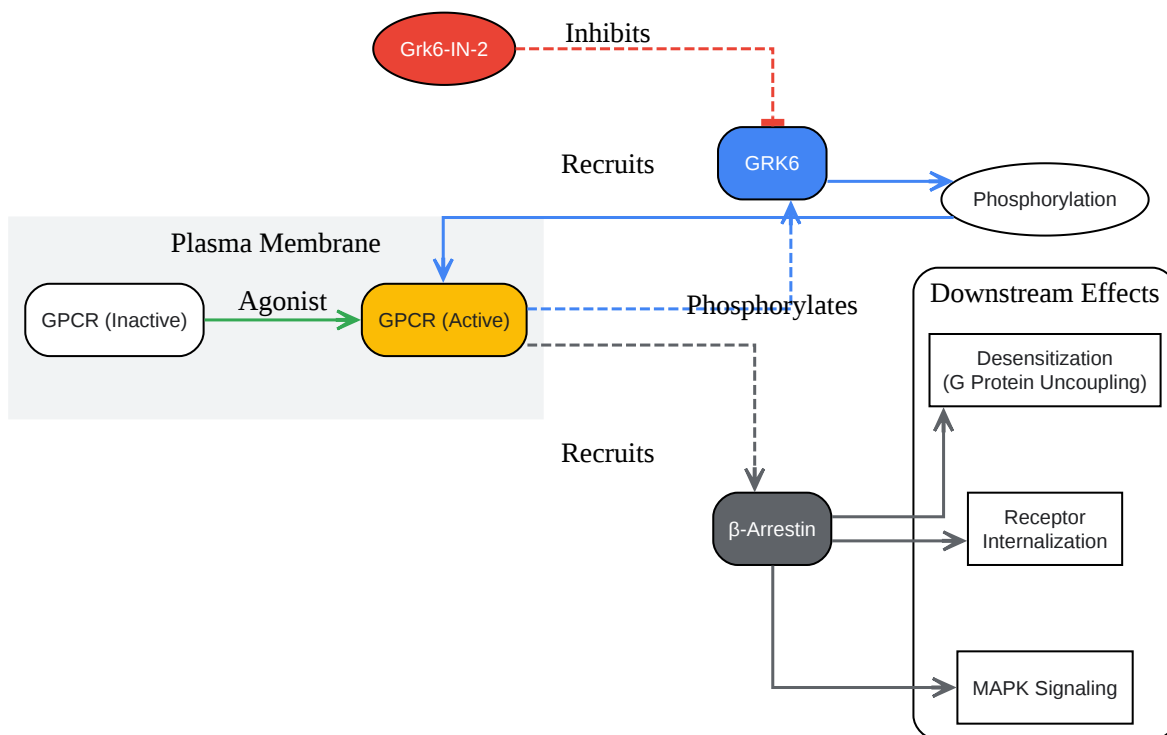 Grk6-IN-2
Inhibits
GRK6
Recruits
Phosphorylation
Plasma Membrane
GPCR (Inactive)
Agonist
GPCR (Active)
Phosphorylates
Downstream Effects
Desensitization
(G Protein Uncoupling)
Recruits
β-Arrestin
Receptor
Internalization
MAPK Signaling